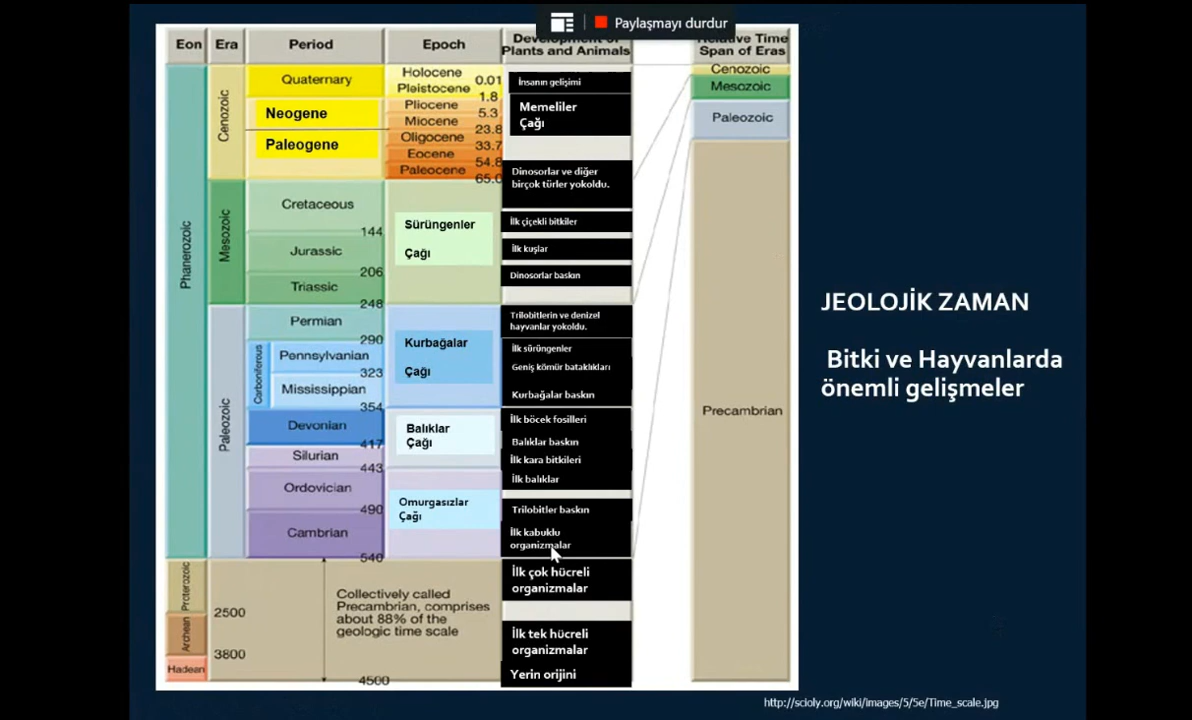 Paylaşmayı durdur
Eon
Era
Period
Epoch
Development of
Plants and Animals
Relative Time
Span of Eras
Phanerozoic
Cenozoic
Quaternary
Neogene
Paleogene
Holocene
0.01
Pleistocene
1.8
Pliocene
5.3
Miocene
23.8
Oligocene
33.7
Eocene
54.8
Paleocene
65.0
İnsanın gelişimi
Memeliler
Çağı
Dinosorlar ve diğer
birçok türler yokoldu.
Mesozoic
Cretaceous
144
Jurassic
206
Triassic
248
Sürüngenler
Çağı
İlk çiçekli bitkiler
İlk kuşlar
Dinosorlar baskın
Paleozoic
Permian
290
Carboniferous
Pennsylvanian
323
Mississippian
354
Devonian
417
Silurian
443
Ordovician
490
Cambrian
540
Kurbağalar
Çağı
Balıklar
Çağı
Omurgasızlar
Çağı
Trilobitlerin ve denizel
hayvanlar yokoldu.
İlk sürüngenler
Geniş kömür bataklıkları
Kurbağalar baskın
İlk böcek fosilleri
Balıklar baskın
İlk kara bitkileri
İlk balıklar
Trilobitler baskın
İlk kabuklu
organizmalar
Proterozoic
2500
Archean
3800
Hadean
4500
Collectively called
Precambrian, comprises
about 88% of the
geologic time scale
İlk çok hücreli
organizmalar
İlk tek hücreli
organizmalar
Yerin orijini
Cenozoic
Mesozoic
Paleozoic
Precambrian
JEOLOJİK ZAMAN
Bitki ve Hayvanlarda
önemli gelişmeler
http://scioly.org/wiki/images/5/5e/Time_scale.jpg